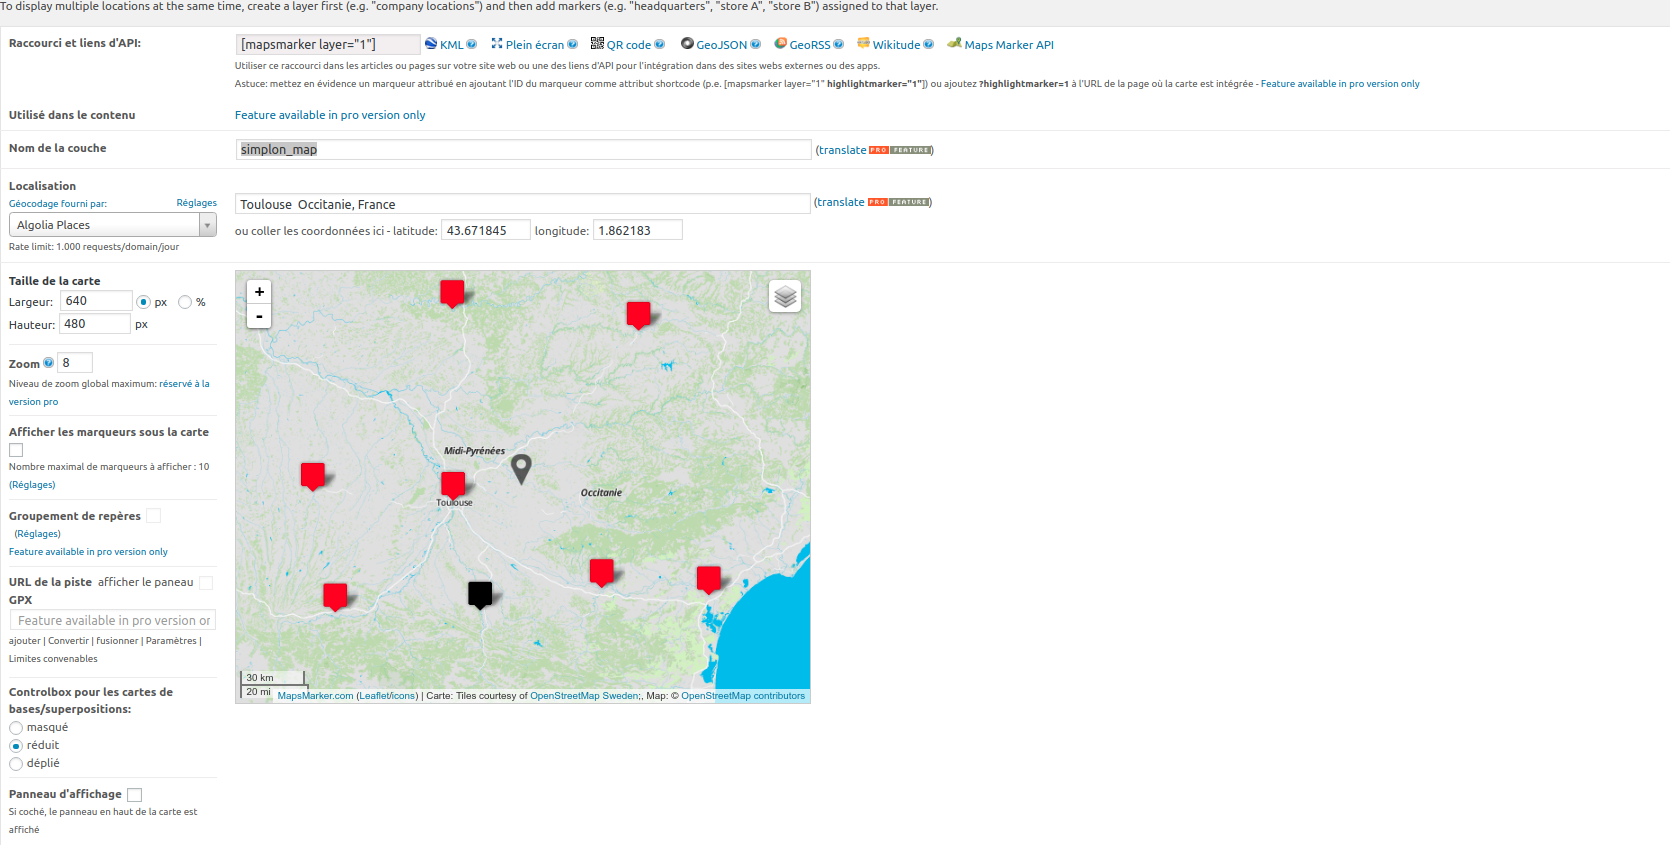 To display multiple locations at the same time, create a layer first (e.g. "company locations") and then add markers (e.g. "headquarters", "store A", "store B") assigned to that layer.
Raccourci et liens d'API:
[mapsmarker layer="1"] KML Plein écran QR code GeoJSON GeoRSS Wikitude Maps Marker API
Utiliser ce raccourci dans les articles ou pages sur votre site web ou une des liens d'API pour l'intégration dans des sites webs externes ou des apps.
Astuce: mettez en évidence un marqueur attribué en ajoutant l'ID du marqueur comme attribut shortcode (p.e. [mapsmarker layer="1" highlightmarker="1"]) ou ajoutez ?highlightmarker=1 à l'URL de la page où la carte est intégrée - Feature available in pro version only
Utilisé dans le contenu
Feature available in pro version only
Nom de la couche
simplon_map
(translate PRO FEATURE)
Localisation
Géocodage fourni par: Réglages
Algolia Places
Rate limit: 1.000 requests/domain/jour
Toulouse Occitanie, France
(translate PRO FEATURE)
ou coller les coordonnées ici - latitude: 43.671845 longitude: 1.862183
Taille de la carte
Largeur: 640 px %
Hauteur: 480 px
Zoom 8
Niveau de zoom global maximum: réservé à la
version pro
Afficher les marqueurs sous la carte
Nombre maximal de marqueurs à afficher : 10
(Réglages)
Groupement de repères
(Réglages)
Feature available in pro version only
URL de la piste afficher le paneau
GPX
Feature available in pro version or
ajouter | Convertir | fusionner | Paramètres |
Limites convenables
Controlbox pour les cartes de
bases/superpositions:
masqué
réduit
déplié
Panneau d'affichage
Si coché, le panneau en haut de la carte est
affiché
+
-
Midi-Pyrénées
Occitanie
Toulouse
30 km
20 mi
MapsMarker.com (Leaflet/icons) | Carte: Tiles courtesy of OpenStreetMap Sweden;, Map: © OpenStreetMap contributors